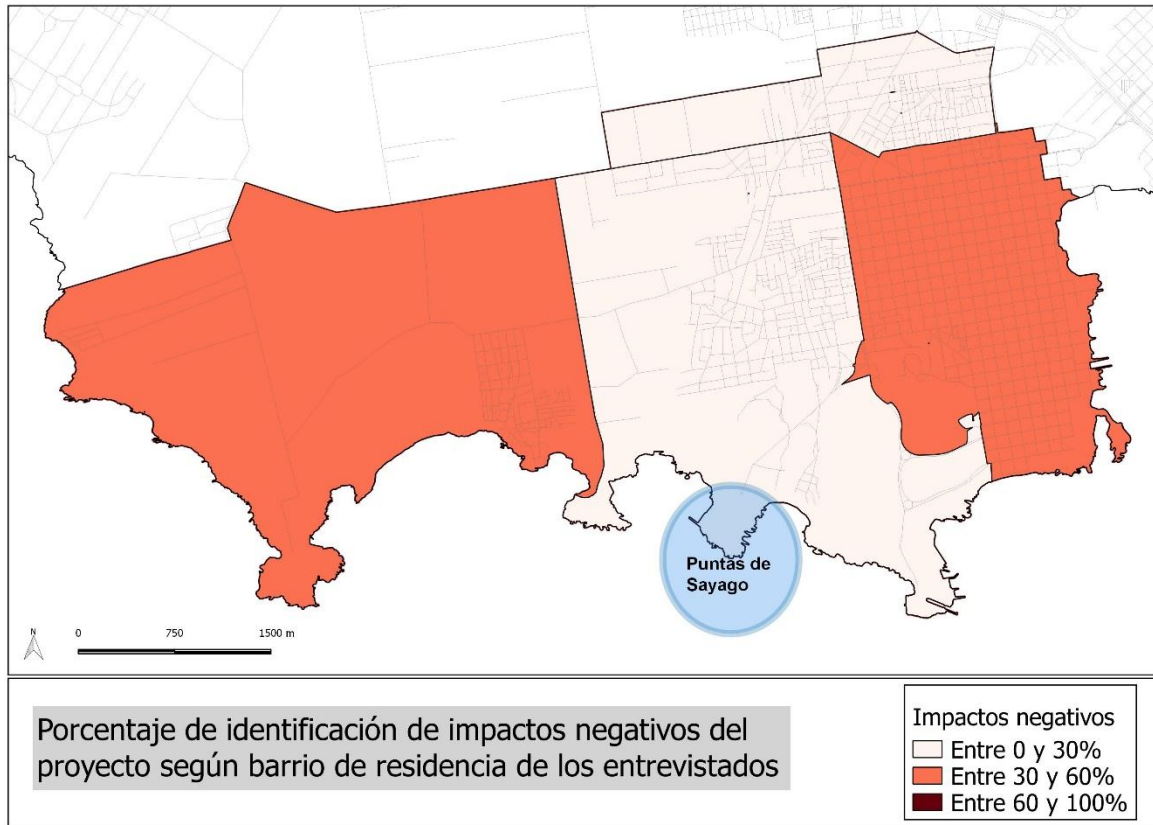 Puntas de
Sayago
N
0 750 1500 m
Porcentaje de identificación de impactos negativos del
proyecto según barrio de residencia de los entrevistados
Impactos negativos
Entre 0 y 30%
Entre 30 y 60%
Entre 60 y 100%